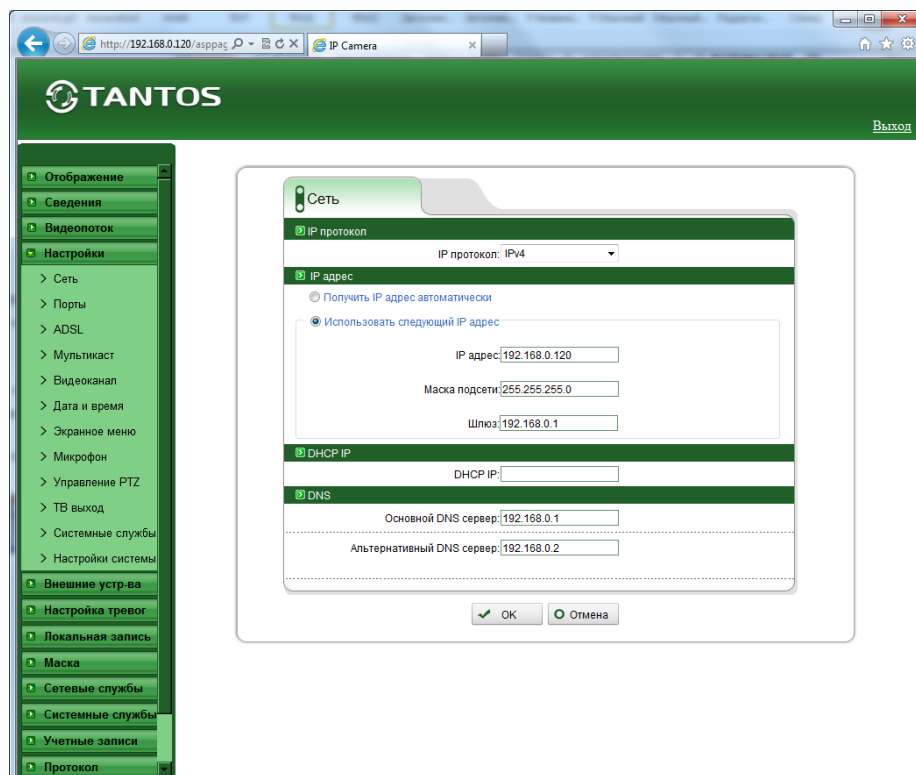 http://192.168.0.120/asppag
IP Camera
TANTOS
Выход
Отображение
Сведения
Видеопоток
Настройки
Сеть
Порты
ADSL
Мультикаст
Видеоканал
Дата и время
Экранное меню
Микрофон
Управление PTZ
ТВ выход
Системные службы
Настройки системы
Внешние устр-ва
Настройка тревог
Локальная запись
Маска
Сетевые службы
Системные службы
Учетные записи
Протокол
Сеть
IP протокол
IP протокол: IPv4
IP адрес
Получить IP адрес автоматически
Использовать следующий IP адрес
IP адрес: 192.168.0.120
Маска подсети: 255.255.255.0
Шлюз: 192.168.0.1
DHCP IP
DHCP IP:
DNS
Основной DNS сервер: 192.168.0.1
Альтернативный DNS сервер: 192.168.0.2
OK
Отмена